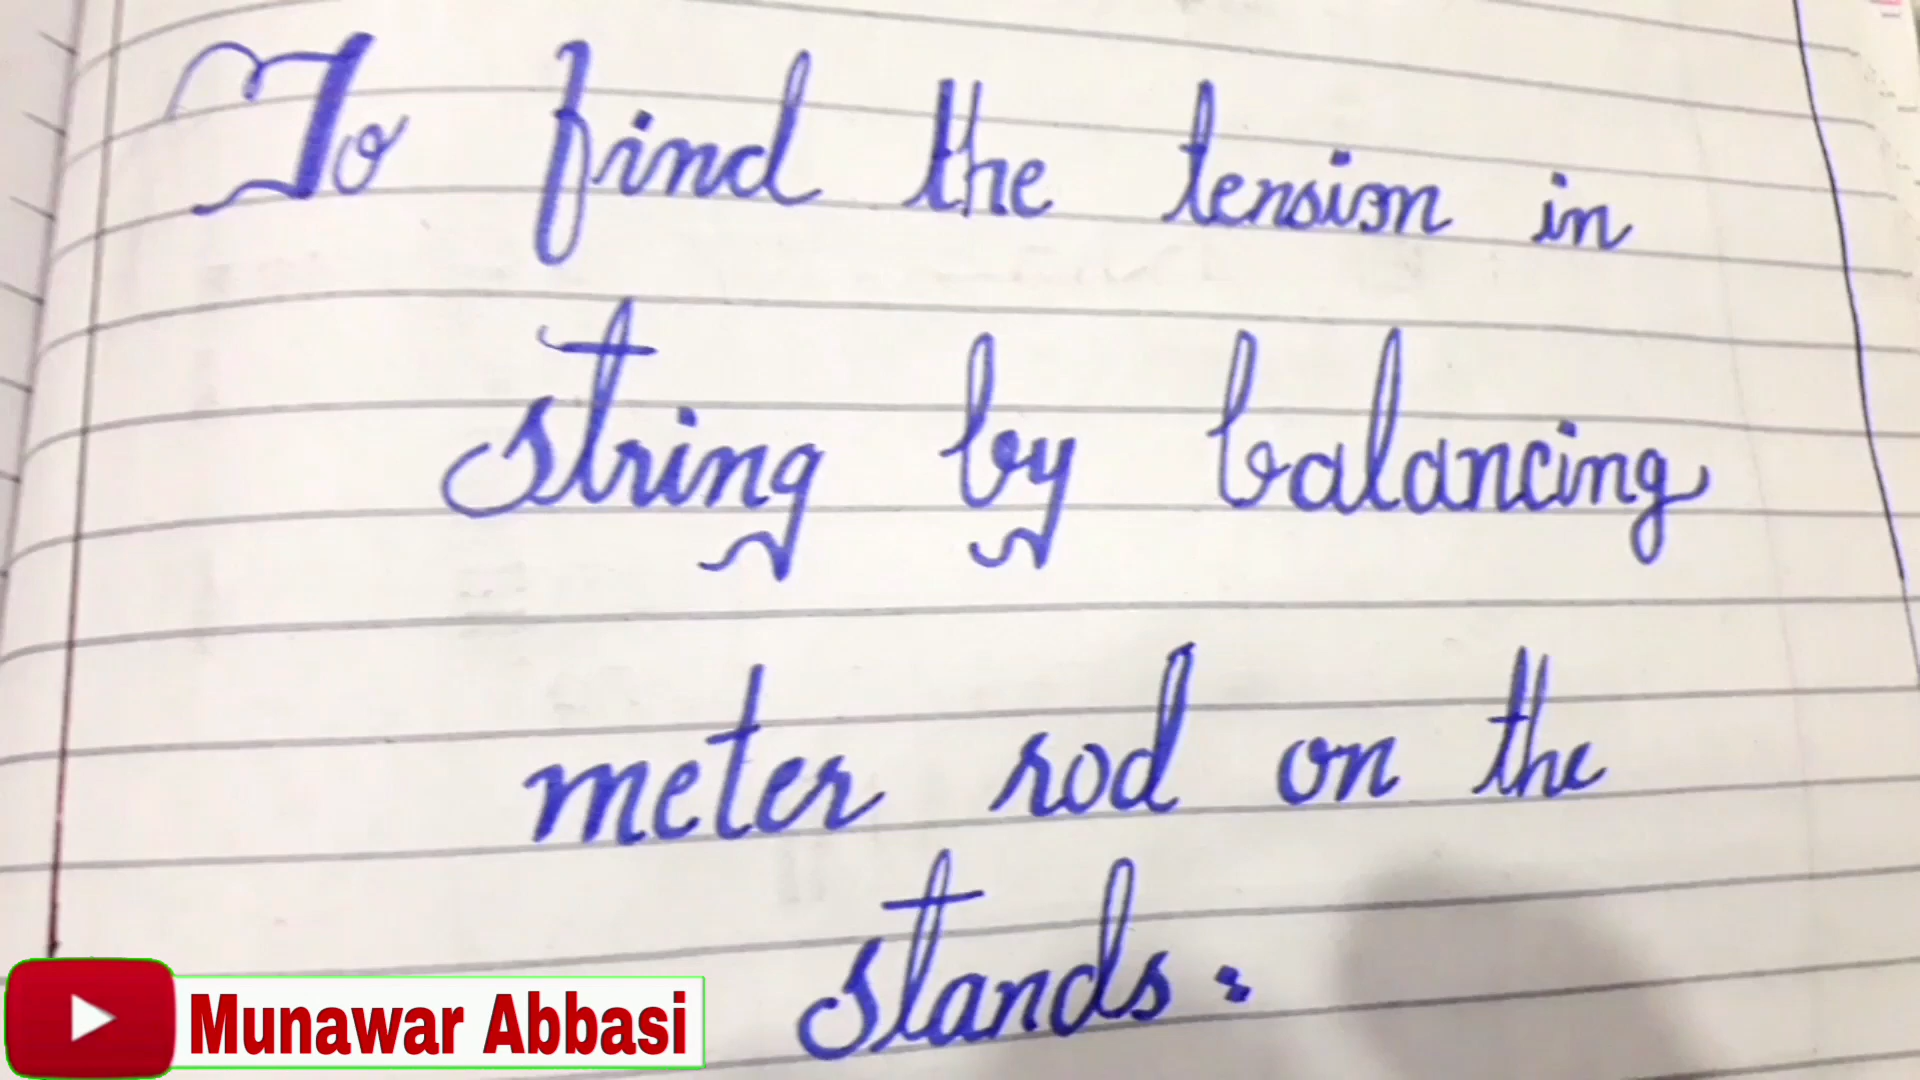 To find the tension in
string by balancing
meter rod on the
stands.
Munawar Abbasi